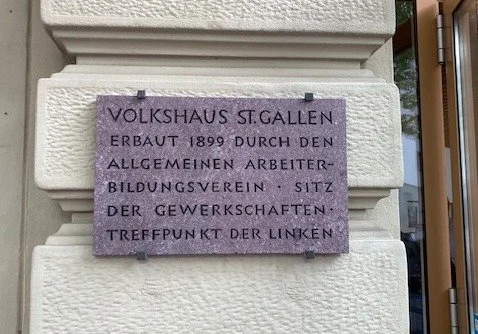 VOLKSHAUS ST. GALLEN
ERBAUT 1899 DURCH DEN
ALLGEMEINEN ARBEITER-
BILDUNGSVEREIN · SITZ
DER GEWERKSCHAFTEN ·
TREFFPUNKT DER LINKEN